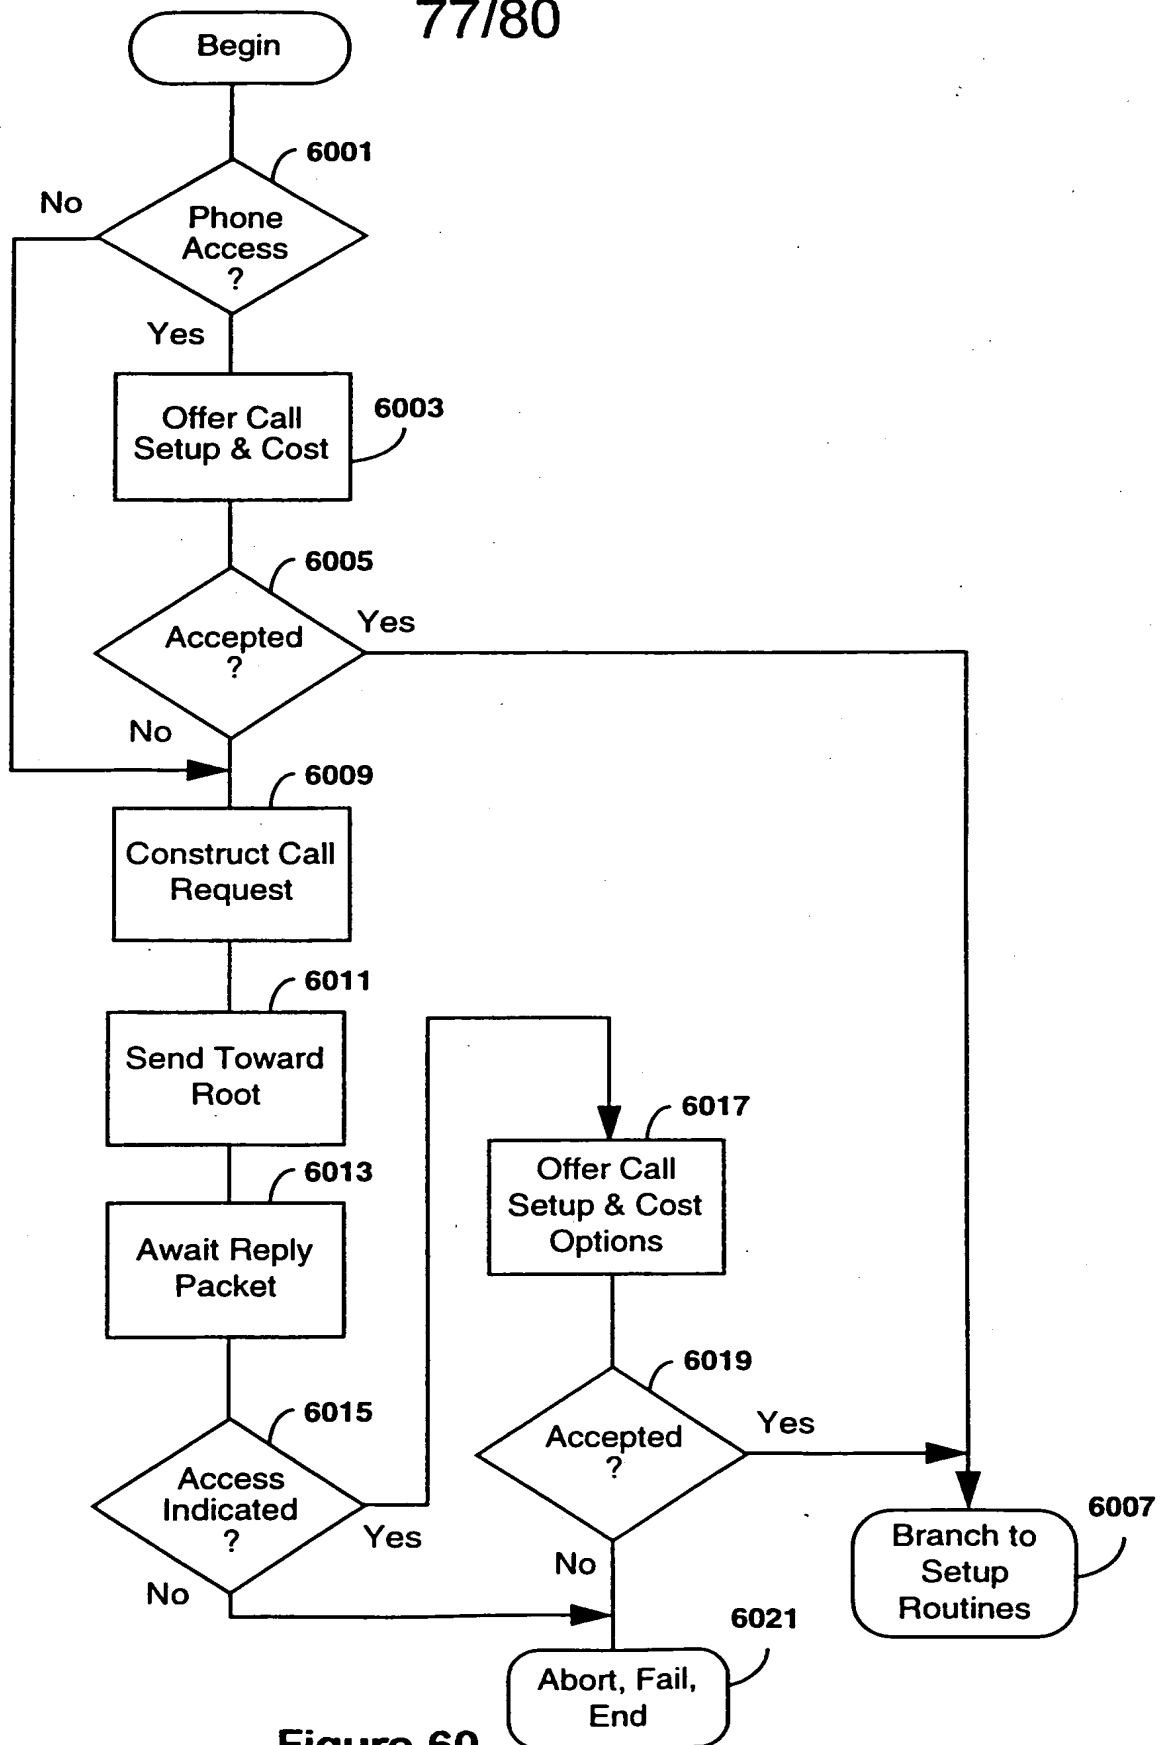 77/80
Begin
6001
No
Phone
Access
?
Yes
Offer Call
Setup & Cost
6003
6005
Accepted
?
Yes
No
6009
Construct Call
Request
6011
Send Toward
Root
6013
Await Reply
Packet
6015
Access
Indicated
?
Yes
No
6017
Offer Call
Setup & Cost
Options
6019
Accepted
?
Yes
No
6007
Branch to
Setup
Routines
6021
Abort, Fail,
End
Figure 60